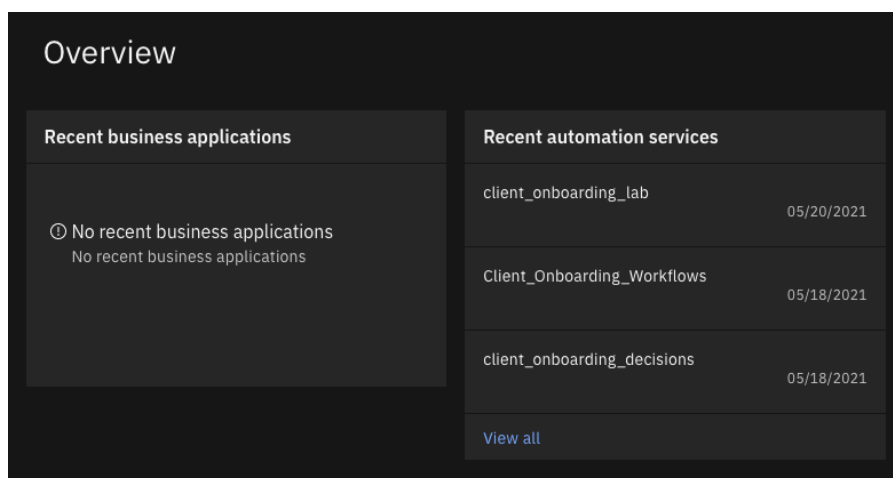 Overview
Recent business applications
No recent business applications
No recent business applications
Recent automation services
client_onboarding_lab
05/20/2021
Client_Onboarding_Workflows
05/18/2021
client_onboarding_decisions
05/18/2021
View all